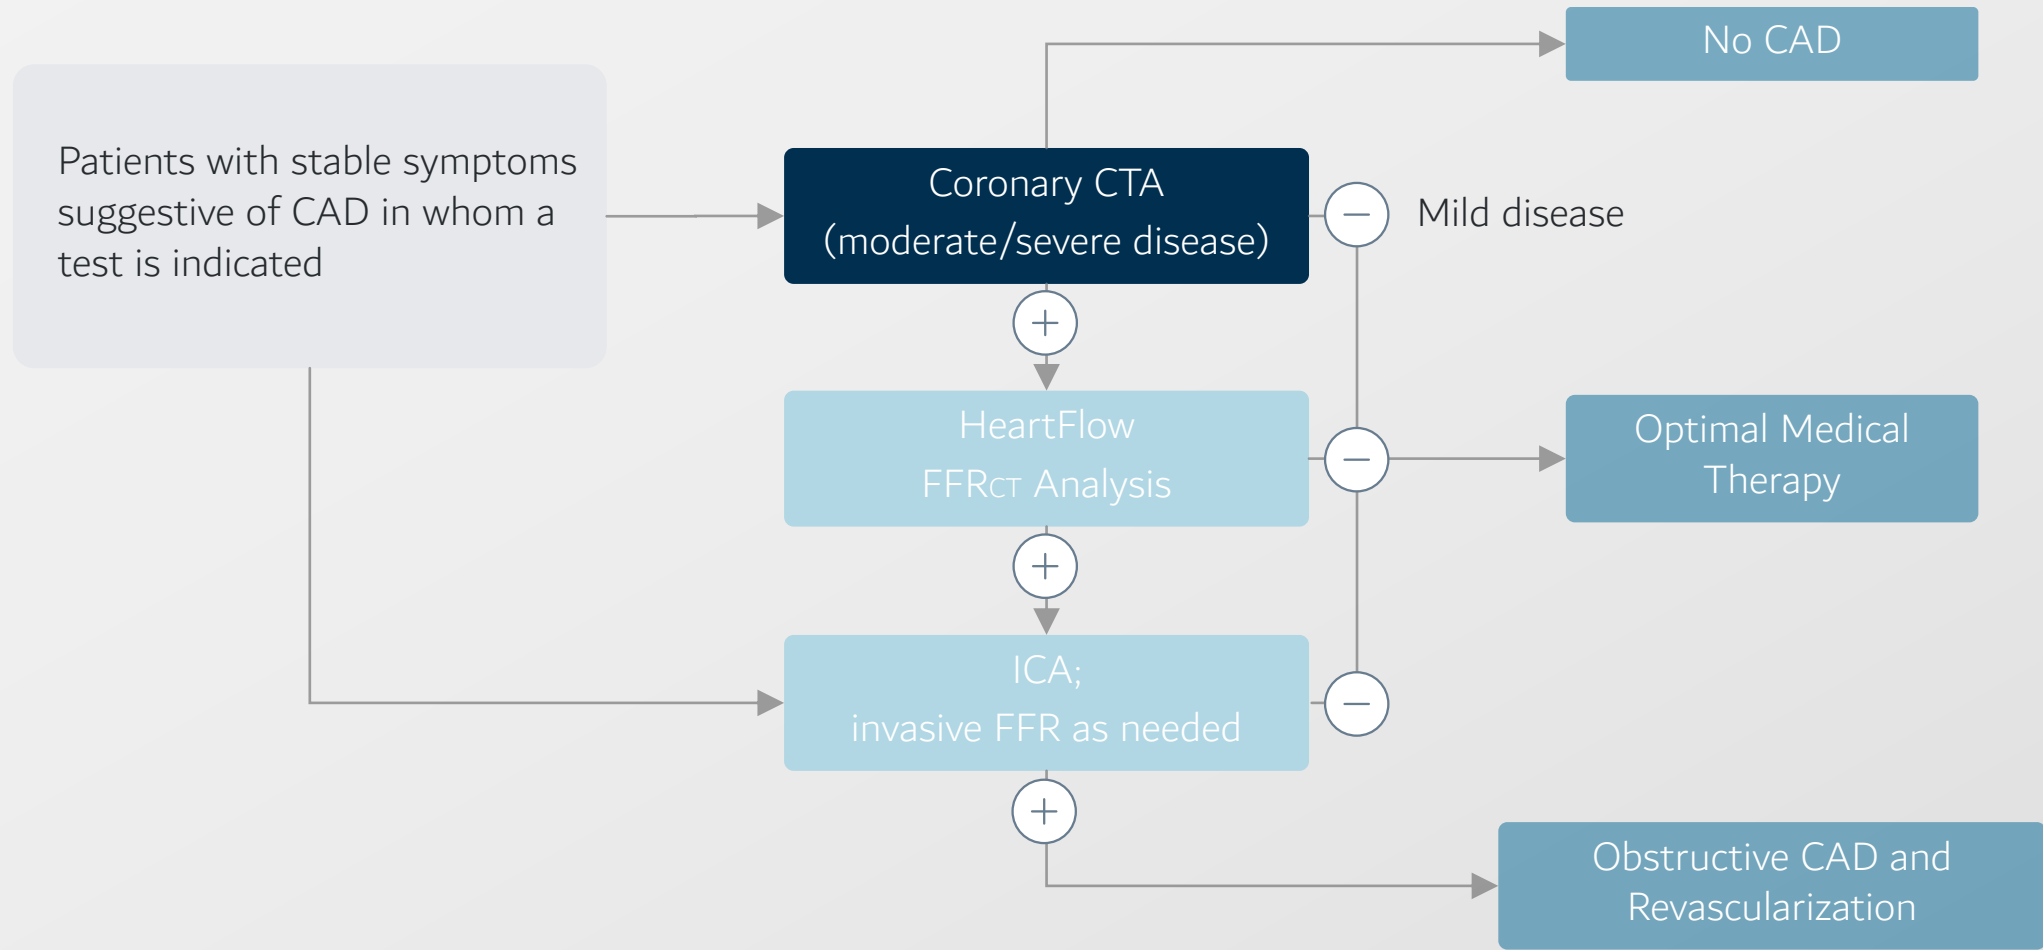 No CAD
Patients with stable symptoms
suggestive of CAD in whom a
test is indicated
Coronary CTA
(moderate/severe disease)
−
Mild disease
+
HeartFlow
FFRCT Analysis
−
Optimal Medical
Therapy
+
ICA;
invasive FFR as needed
−
+
Obstructive CAD and
Revascularization